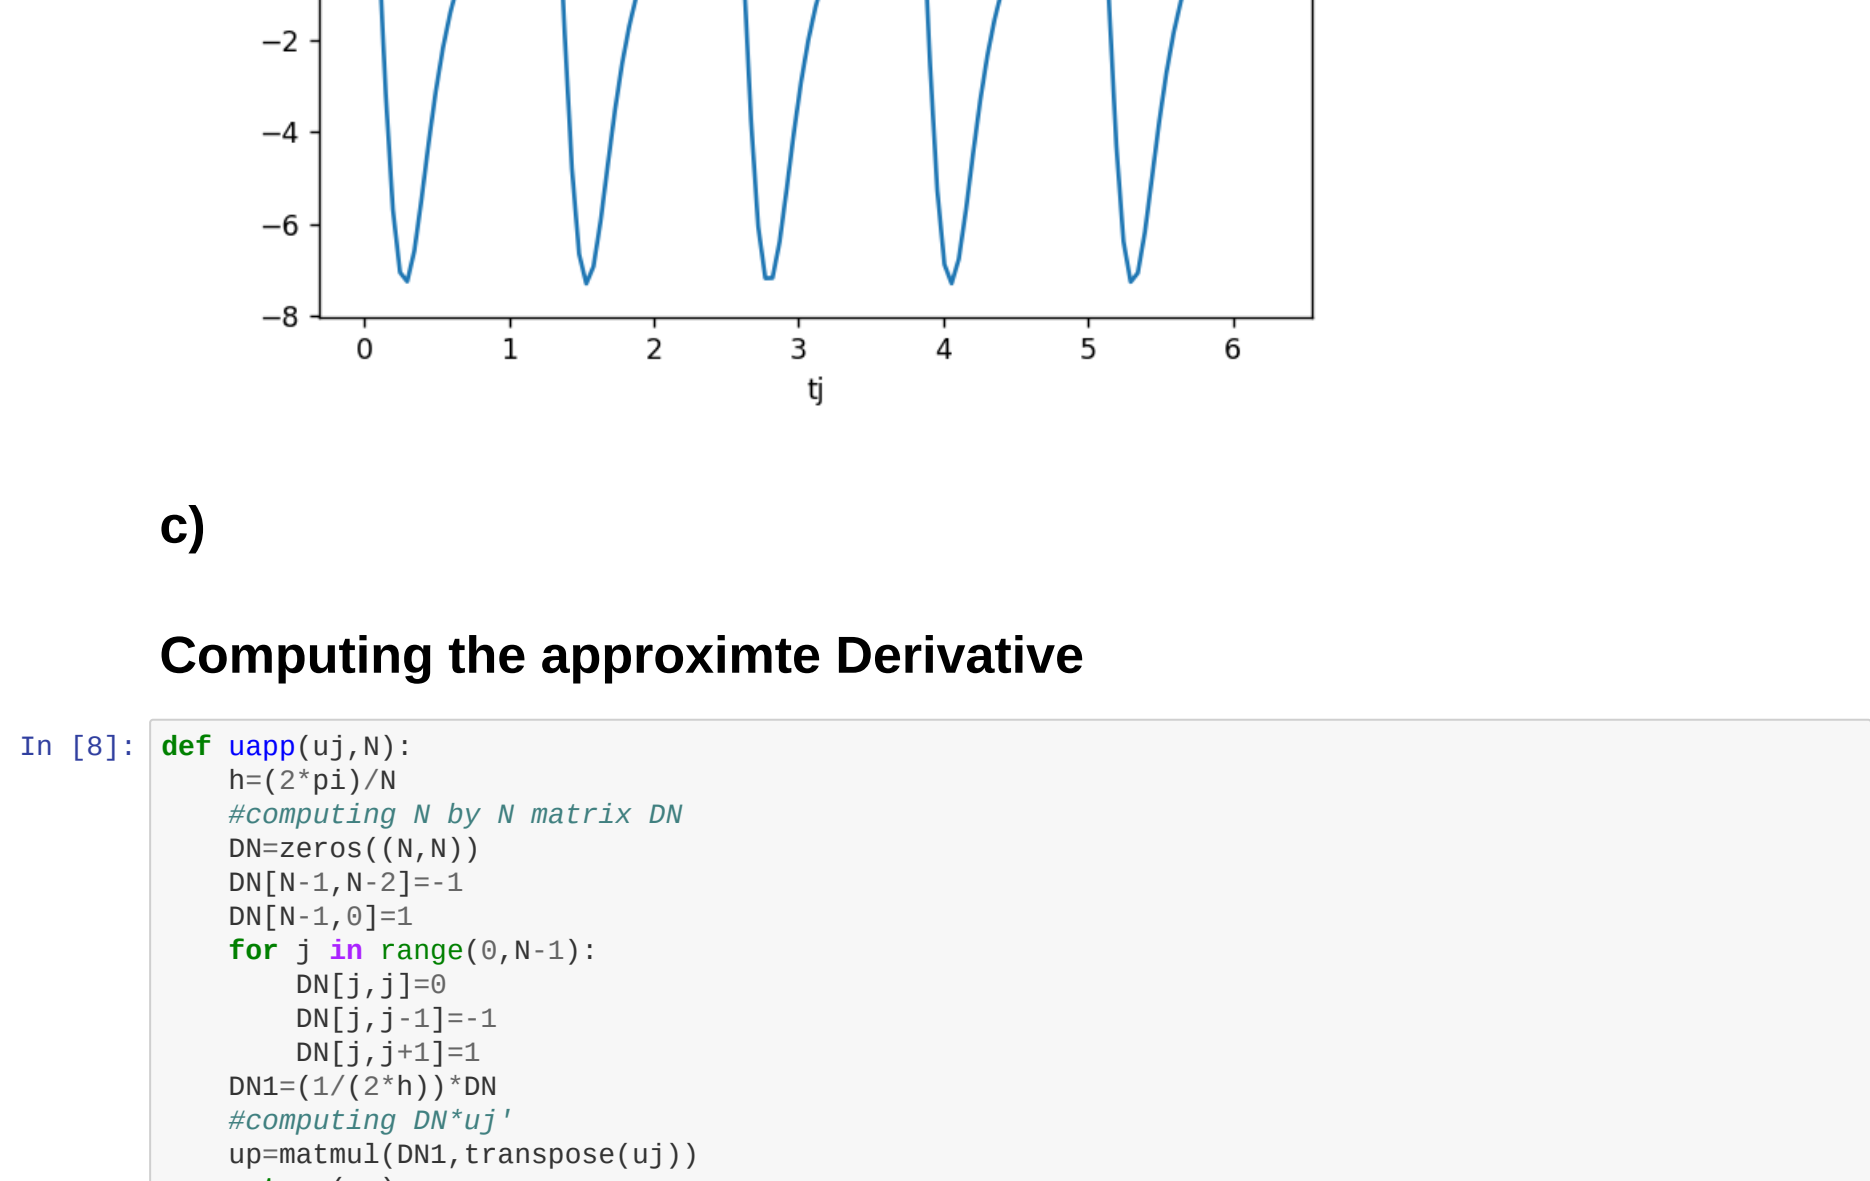 −2
−4
−6
−8
0 1 2 3 4 5 6
tj
c)
Computing the approximte Derivative
In [8]: def uapp(uj,N):
    h=(2*pi)/N
    #computing N by N matrix DN
    DN=zeros((N,N))
    DN[N-1,N-2]=-1
    DN[N-1,0]=1
    for j in range(0,N-1):
        DN[j,j]=0
        DN[j,j-1]=-1
        DN[j,j+1]=1
    DN1=(1/(2*h))*DN
    #computing DN*uj'
    up=matmul(DN1,transpose(uj))